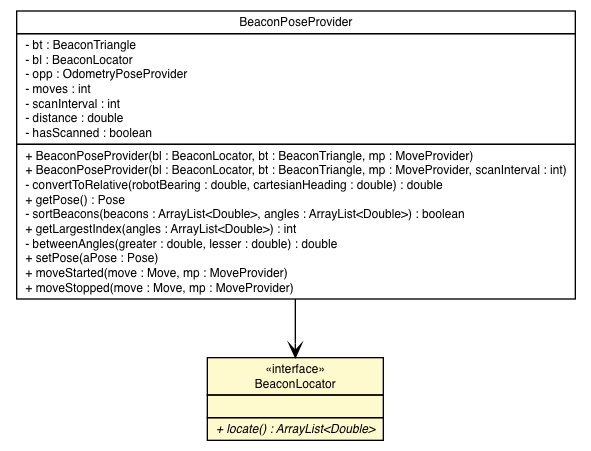 BeaconPoseProvider
- bt : BeaconTriangle
- bl : BeaconLocator
- opp : OdometryPoseProvider
- moves : int
- scanInterval : int
- distance : double
- hasScanned : boolean
+ BeaconPoseProvider(bl : BeaconLocator, bt : BeaconTriangle, mp : MoveProvider)
+ BeaconPoseProvider(bl : BeaconLocator, bt : BeaconTriangle, mp : MoveProvider, scanInterval : int)
- convertToRelative(robotBearing : double, cartesianHeading : double) : double
+ getPose() : Pose
- sortBeacons(beacons : ArrayList<Double>, angles : ArrayList<Double>) : boolean
+ getLargestIndex(angles : ArrayList<Double>) : int
- betweenAngles(greater : double, lesser : double) : double
+ setPose(aPose : Pose)
+ moveStarted(move : Move, mp : MoveProvider)
+ moveStopped(move : Move, mp : MoveProvider)
«interface»
BeaconLocator
+ locate() : ArrayList<Double>